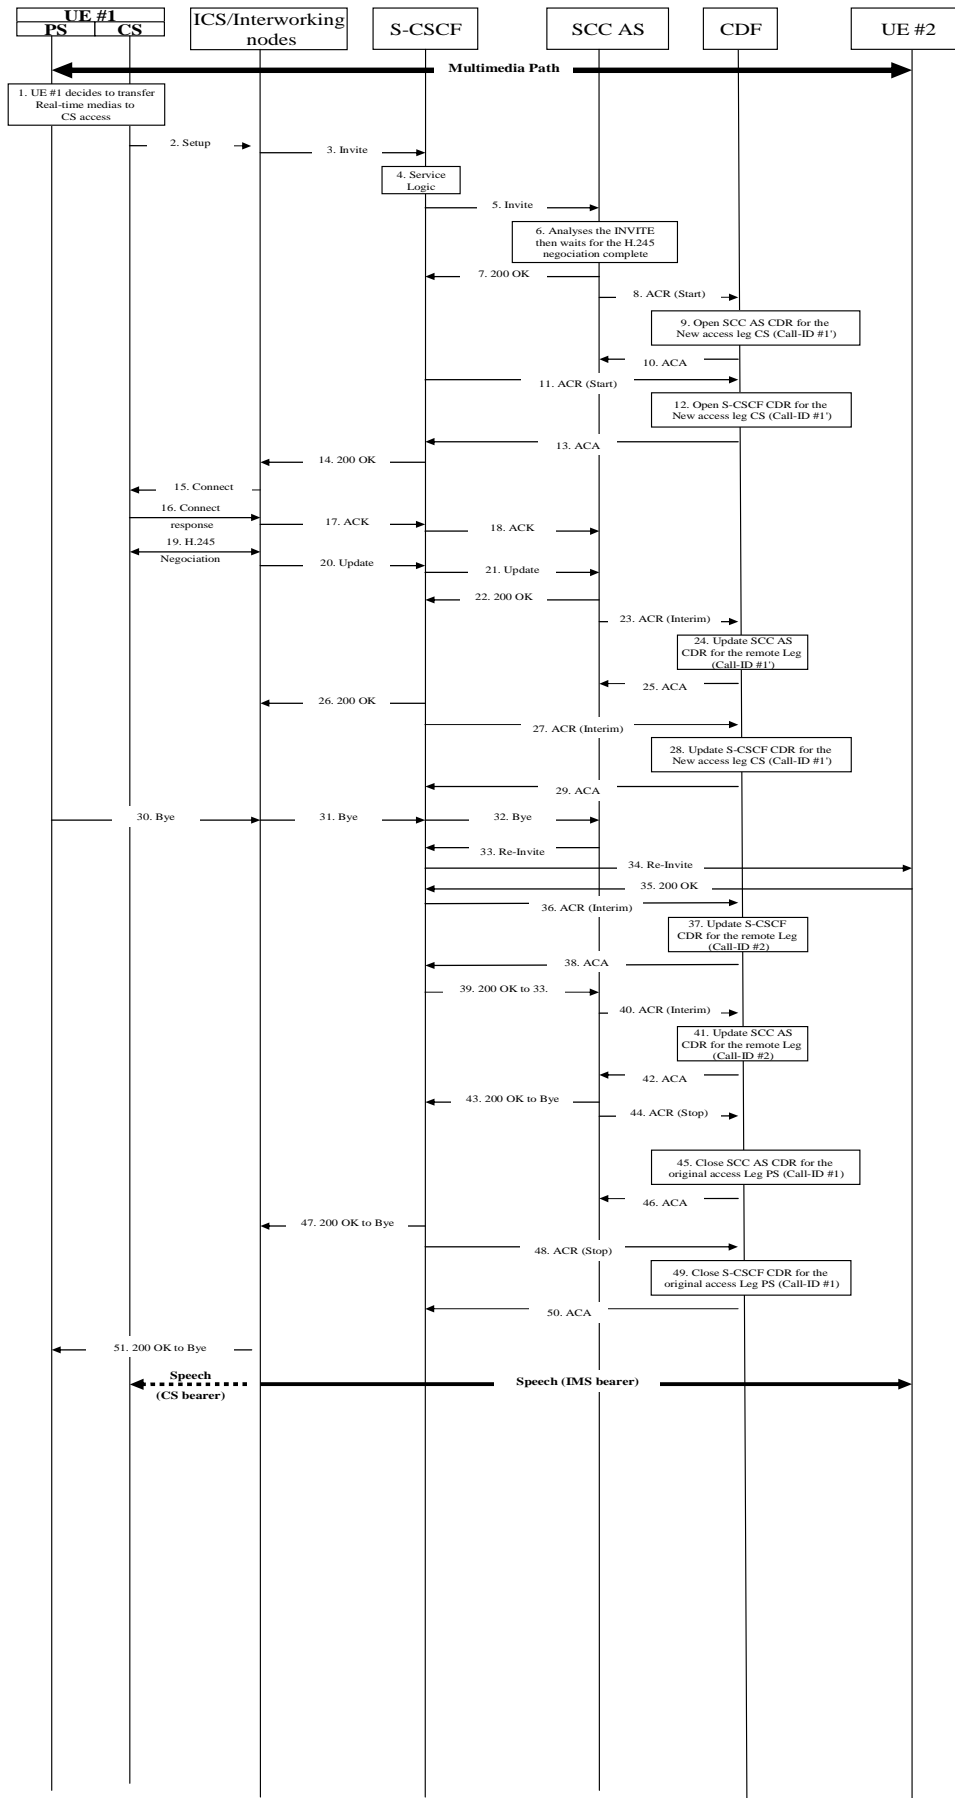 UE #1
PS CS
ICS/Interworking
nodes
S-CSCF
SCC AS
CDF
UE #2
Multimedia Path
1. UE #1 decides to transfer
Real-time medias to
CS access
2. Setup
3. Invite
4. Service
Logic
5. Invite
6. Analyses the INVITE
then waits for the H.245
negociation complete
7. 200 OK
8. ACR (Start)
9. Open SCC AS CDR for the
New access leg CS (Call-ID #1')
10. ACA
11. ACR (Start)
12. Open S-CSCF CDR for the
New access leg CS (Call-ID #1')
13. ACA
14. 200 OK
15. Connect
16. Connect
response
17. ACK
18. ACK
19. H.245
Negociation
20. Update
21. Update
22. 200 OK
23. ACR (Interim)
24. Update SCC AS
CDR for the remote Leg
(Call-ID #1')
25. ACA
26. 200 OK
27. ACR (Interim)
28. Update S-CSCF CDR for the
New access leg CS (Call-ID #1')
29. ACA
30. Bye
31. Bye
32. Bye
33. Re-Invite
34. Re-Invite
35. 200 OK
36. ACR (Interim)
37. Update S-CSCF
CDR for the remote Leg
(Call-ID #2)
38. ACA
39. 200 OK to 33.
40. ACR (Interim)
41. Update SCC AS
CDR for the remote Leg
(Call-ID #2)
42. ACA
43. 200 OK to Bye
44. ACR (Stop)
45. Close SCC AS CDR for the
original access Leg PS (Call-ID #1)
46. ACA
47. 200 OK to Bye
48. ACR (Stop)
49. Close S-CSCF CDR for the
original access Leg PS (Call-ID #1)
50. ACA
51. 200 OK to Bye
Speech
(CS bearer)
Speech (IMS bearer)